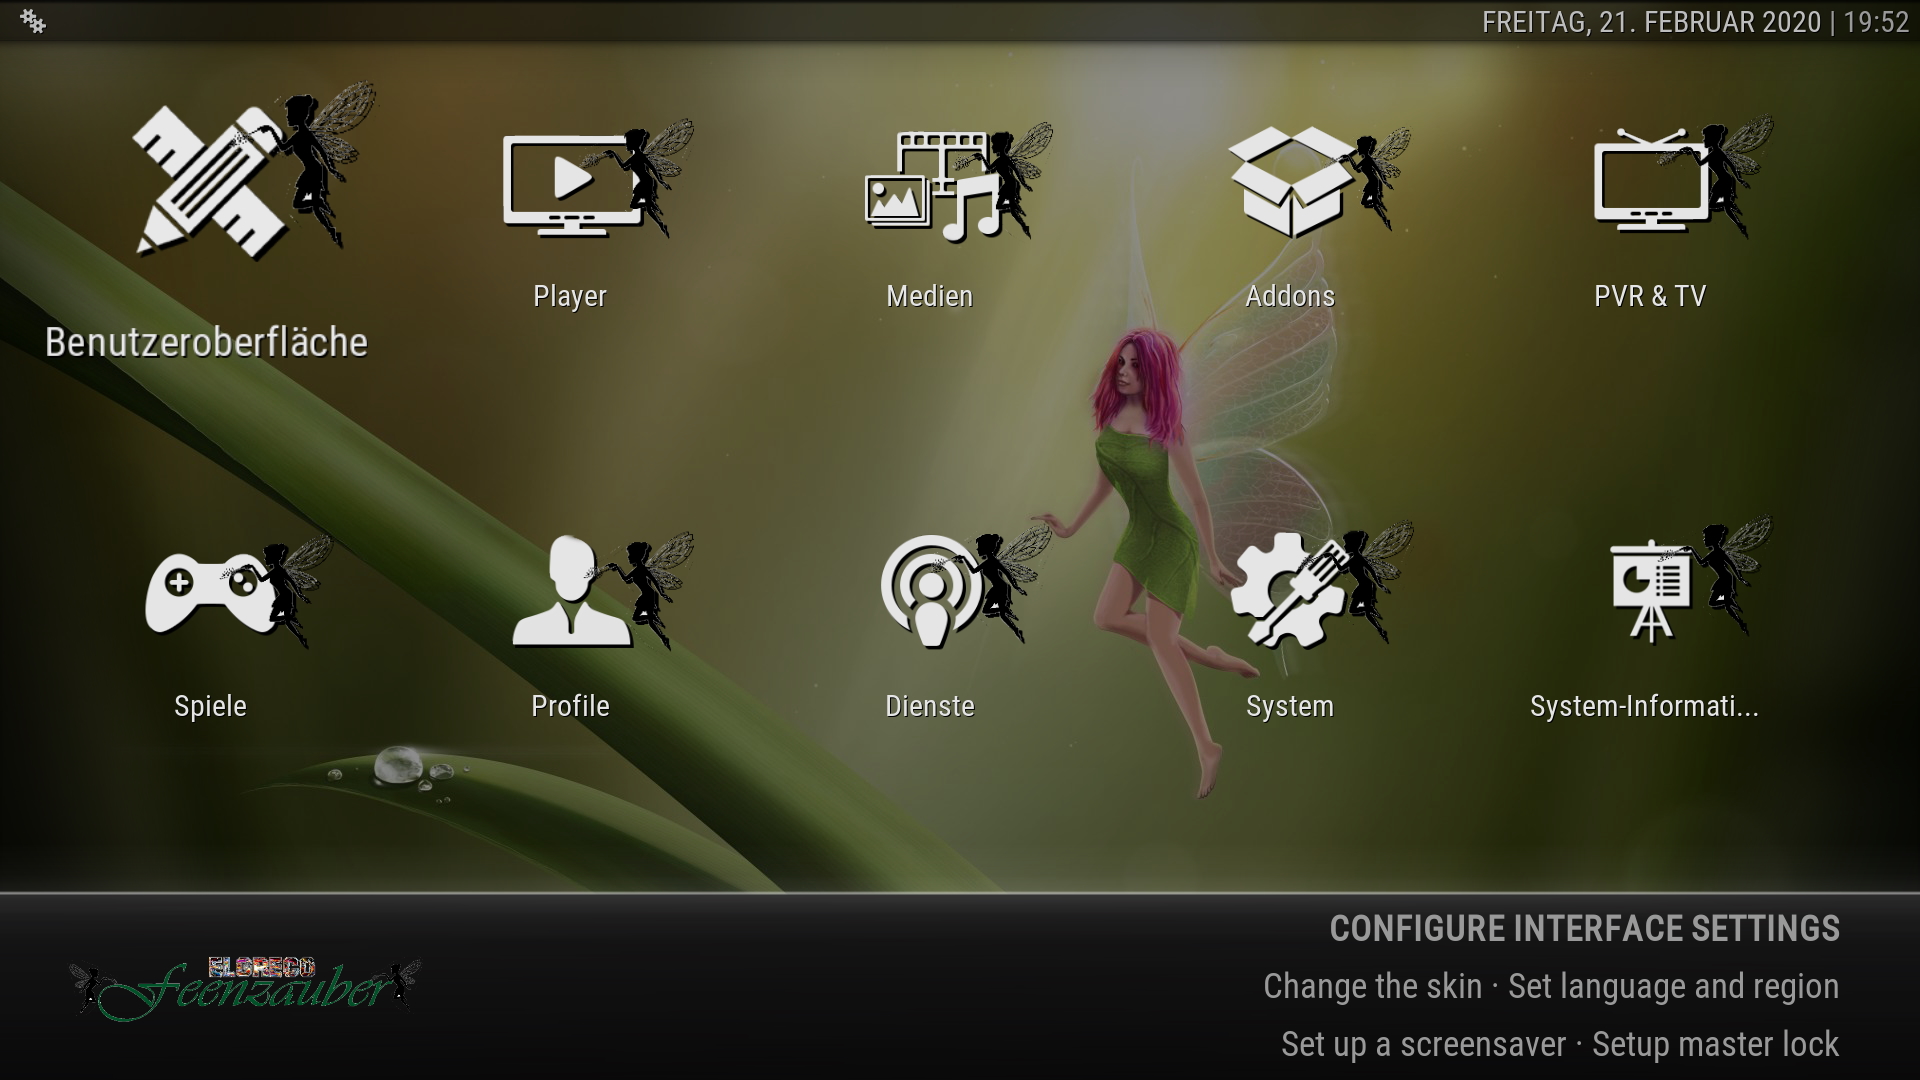 FREITAG, 21. FEBRUAR 2020 | 19:52
Benutzeroberfläche
Player
Medien
Addons
PVR & TV
Spiele
Profile
Dienste
System
System-Informati...
ELGRECO
Feenzauber
CONFIGURE INTERFACE SETTINGS
Change the skin · Set language and region
Set up a screensaver · Setup master lock